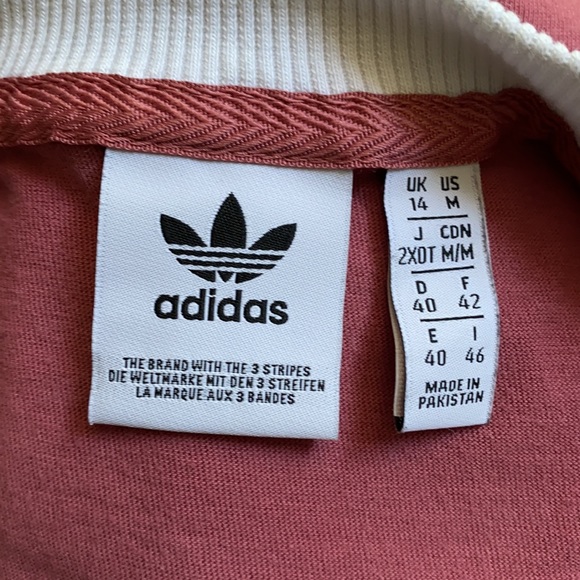 adidas
THE BRAND WITH THE 3 STRIPES
DIE WELTMARKE MIT DEN 3 STREIFEN
LA MARQUE AUX 3 BANDES
UK US
14 M
J CDN
2XOT M/M
D F
40 42
E I
40 46
MADE IN
PAKISTAN